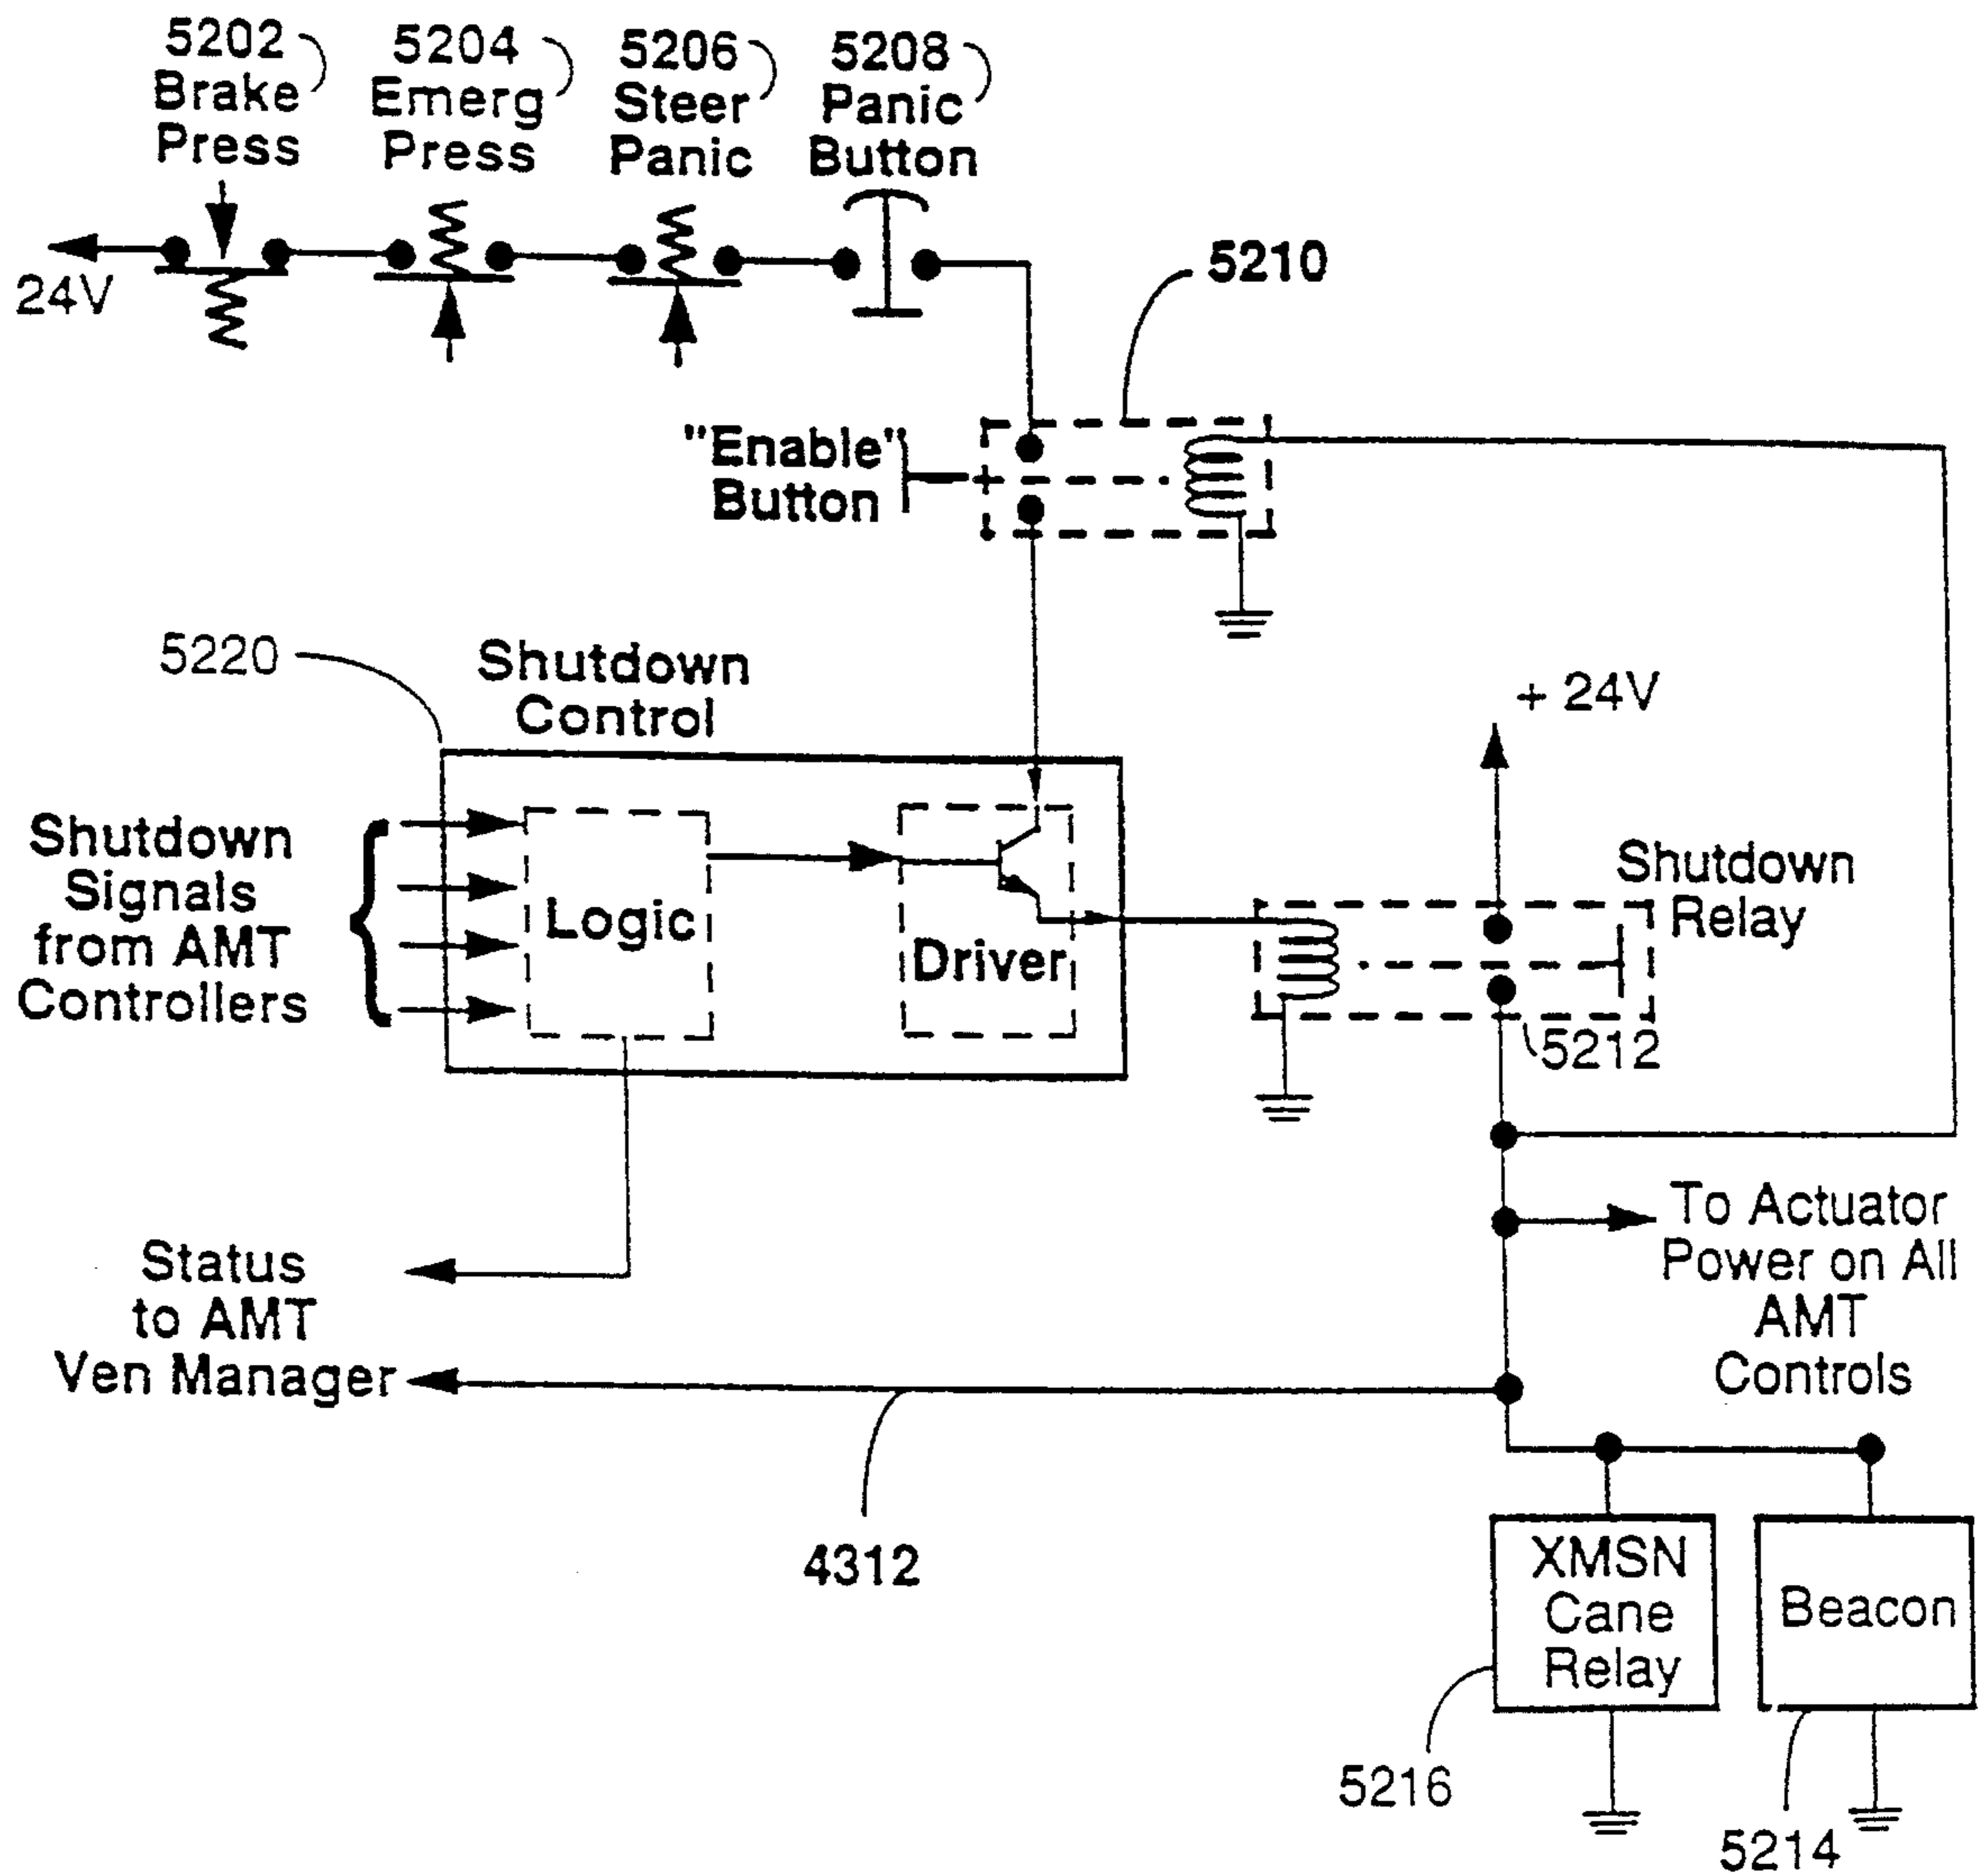 5202
Brake
Press
5204
Emerg
Press
5206
Steer
Panic
5208
Panic
Button
24V
5210
"Enable"
Button
5220
Shutdown
Control
+ 24V
Shutdown
Signals
from AMT
Controllers
Logic
Driver
Shutdown
Relay
5212
To Actuator
Power on All
AMT
Controls
Status
to AMT
Ven Manager
4312
XMSN
Cane
Relay
Beacon
5216
5214